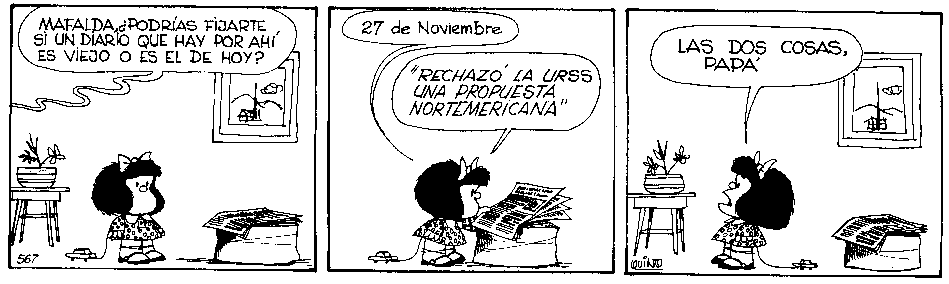 MAFALDA,¿PODRÍAS FIJARTE
SI UN DIARIO QUE HAY POR AHÍ
ES VIEJO O ES EL DE HOY?
567
27 de Noviembre
"RECHAZÓ LA URSS
UNA PROPUESTA
NORTEMERICANA"
LAS DOS COSAS,
PAPÁ
QUINO